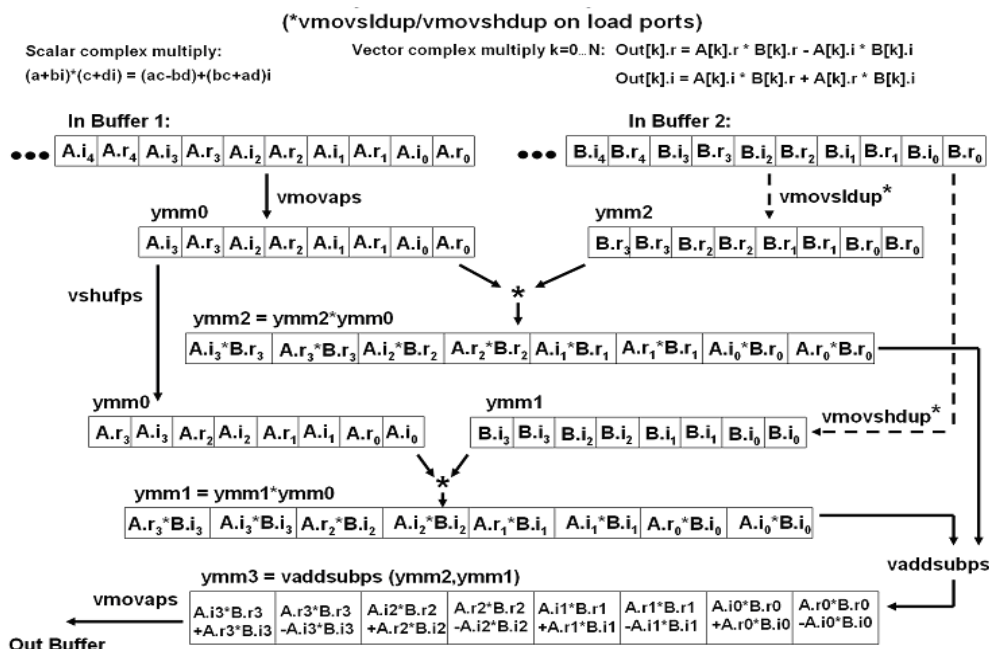 (*vmovsldup/vmovshdup on load ports)
Scalar complex multiply:
(a+bi)*(c+di) = (ac-bd)+(bc+ad)i
Vector complex multiply k=0...N: Out[k].r = A[k].r * B[k].r - A[k].i * B[k].i
Out[k].i = A[k].i * B[k].r + A[k].r * B[k].i
In Buffer 1:
In Buffer 2:
●●● A.i₄ A.r₄ A.i₃ A.r₃ A.i₂ A.r₂ A.i₁ A.r₁ A.i₀ A.r₀
●●● B.i₄ B.r₄ B.i₃ B.r₃ B.i₂ B.r₂ B.i₁ B.r₁ B.i₀ B.r₀
vmovaps
vmovsldup*
ymm0
ymm2
A.i₃ A.r₃ A.i₂ A.r₂ A.i₁ A.r₁ A.i₀ A.r₀
B.r₃ B.r₃ B.r₂ B.r₂ B.r₁ B.r₁ B.r₀ B.r₀
vshufps
*
ymm2 = ymm2*ymm0
A.i₃*B.r₃ A.r₃*B.r₃ A.i₂*B.r₂ A.r₂*B.r₂ A.i₁*B.r₁ A.r₁*B.r₁ A.i₀*B.r₀ A.r₀*B.r₀
ymm0
ymm1
A.r₃ A.i₃ A.r₂ A.i₂ A.r₁ A.i₁ A.r₀ A.i₀
B.i₃ B.i₃ B.i₂ B.i₂ B.i₁ B.i₁ B.i₀ B.i₀
vmovshdup*
*
ymm1 = ymm1*ymm0
A.r₃*B.i₃ A.i₃*B.i₃ A.r₂*B.i₂ A.i₂*B.i₂ A.r₁*B.i₁ A.i₁*B.i₁ A.r₀*B.i₀ A.i₀*B.i₀
vaddsubps
ymm3 = vaddsubps (ymm2,ymm1)
vmovaps
A.i3*B.r3 A.r3*B.r3 A.i2*B.r2 A.r2*B.r2 A.i1*B.r1 A.r1*B.r1 A.i0*B.r0 A.r0*B.r0
+A.r3*B.i3 -A.i3*B.i3 +A.r2*B.i2 -A.i2*B.i2 +A.r1*B.i1 -A.i1*B.i1 +A.r0*B.i0 -A.i0*B.i0
Out Buffer